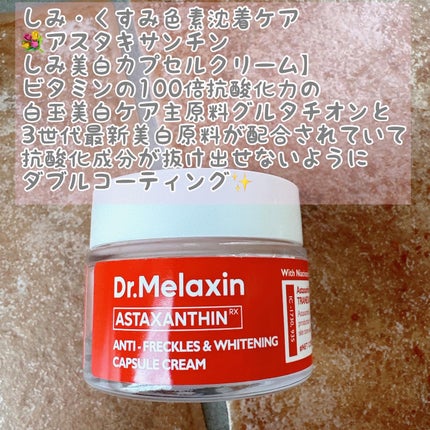 しみ・くすみ色素沈着ケア
💐アスタキサンチン
しみ美白カプセルクリーム】
ビタミンの100倍抗酸化力の
白玉美白ケア主原料グルタチオンと
3世代最新美白原料が配合されていて
抗酸化成分が抜け出せないように
ダブルコーティング✨
Dr.Melaxin
ASTAXANTHIN RX
ANTI-FRECKLES & WHITENING
CAPSULE CREAM
With Niacin